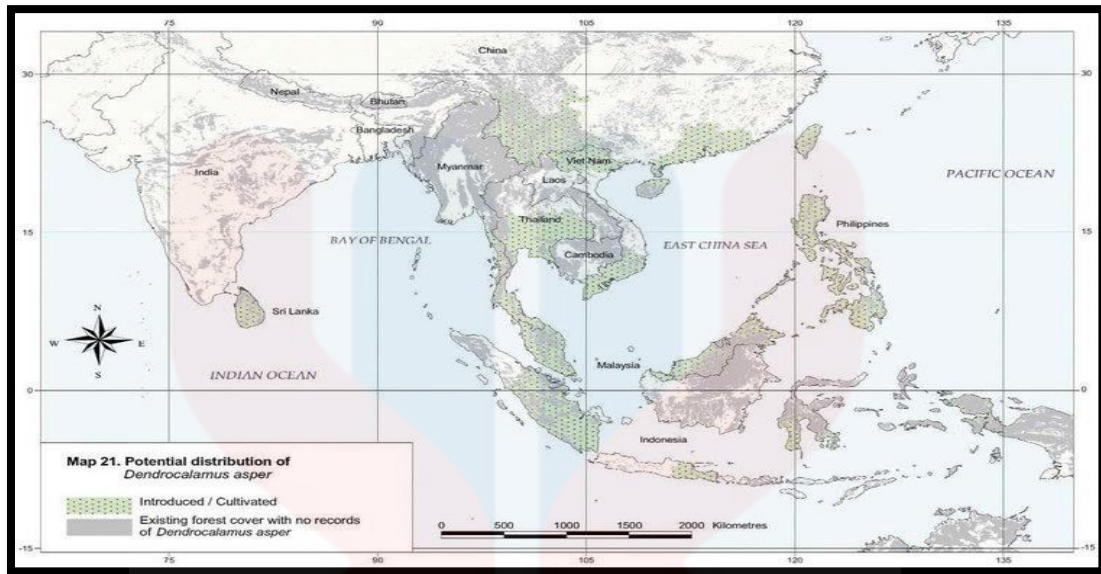 75
90
105
120
135
China
30
30
Nepal
Bhutan
Bangladesh
India
Myanmar
Viet Nam
Laos
PACIFIC OCEAN
Thailand
Philippines
15
15
BAY OF BENGAL
EAST CHINA SEA
Cambodia
Sri Lanka
N
W E
S
Malaysia
INDIAN OCEAN
0
0
Indonesia
Map 21. Potential distribution of
Dendrocalamus asper
Introduced / Cultivated
Existing forest cover with no records
of Dendrocalamus asper
0 500 1000 1500 2000 Kilometres
-15
-15
75
90
105
120
135